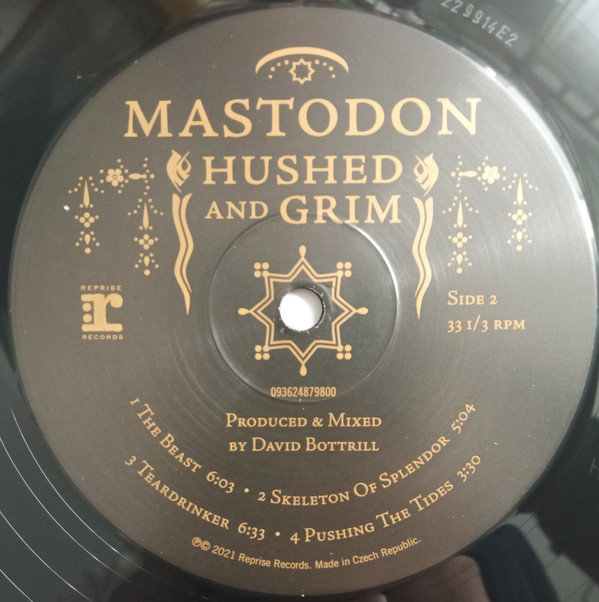 229914E2
MASTODON
HUSHED
AND GRIM
REPRISE
r
RECORDS
SIDE 2
33 1/3 RPM
093624879800
PRODUCED & MIXED
BY DAVID BOTTRILL
1 THE BEAST 6:03 • 2 SKELETON OF SPLENDOR 5:04
3 TEARDRINKER 6:33 • 4 PUSHING THE TIDES 3:30
℗© 2021 Reprise Records. Made in Czech Republic.